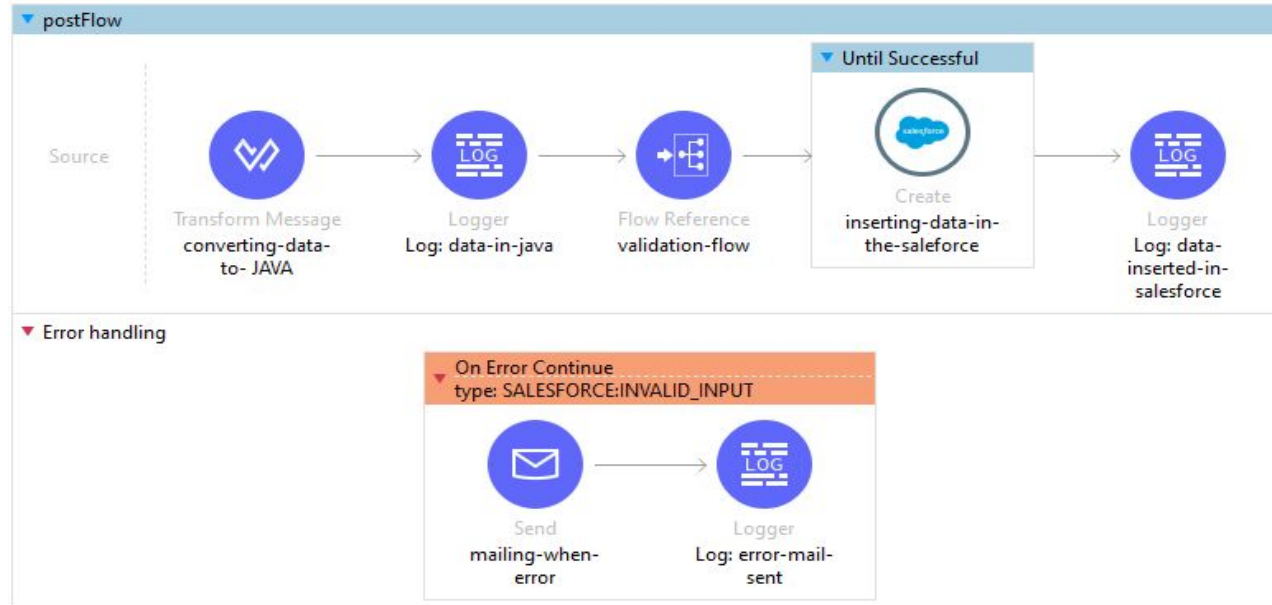 postFlow
Until Successful
salesforce
LOG
LOG
Source
Create
Transform Message
Logger
Flow Reference
Logger
converting-data-
to- JAVA
Log: data-in-java
validation-flow
inserting-data-in-
the-saleforce
Log: data-
inserted-in-
salesforce
Error handling
On Error Continue
type: SALESFORCE:INVALID_INPUT
LOG
Send
Logger
mailing-when-
error
Log: error-mail-
sent